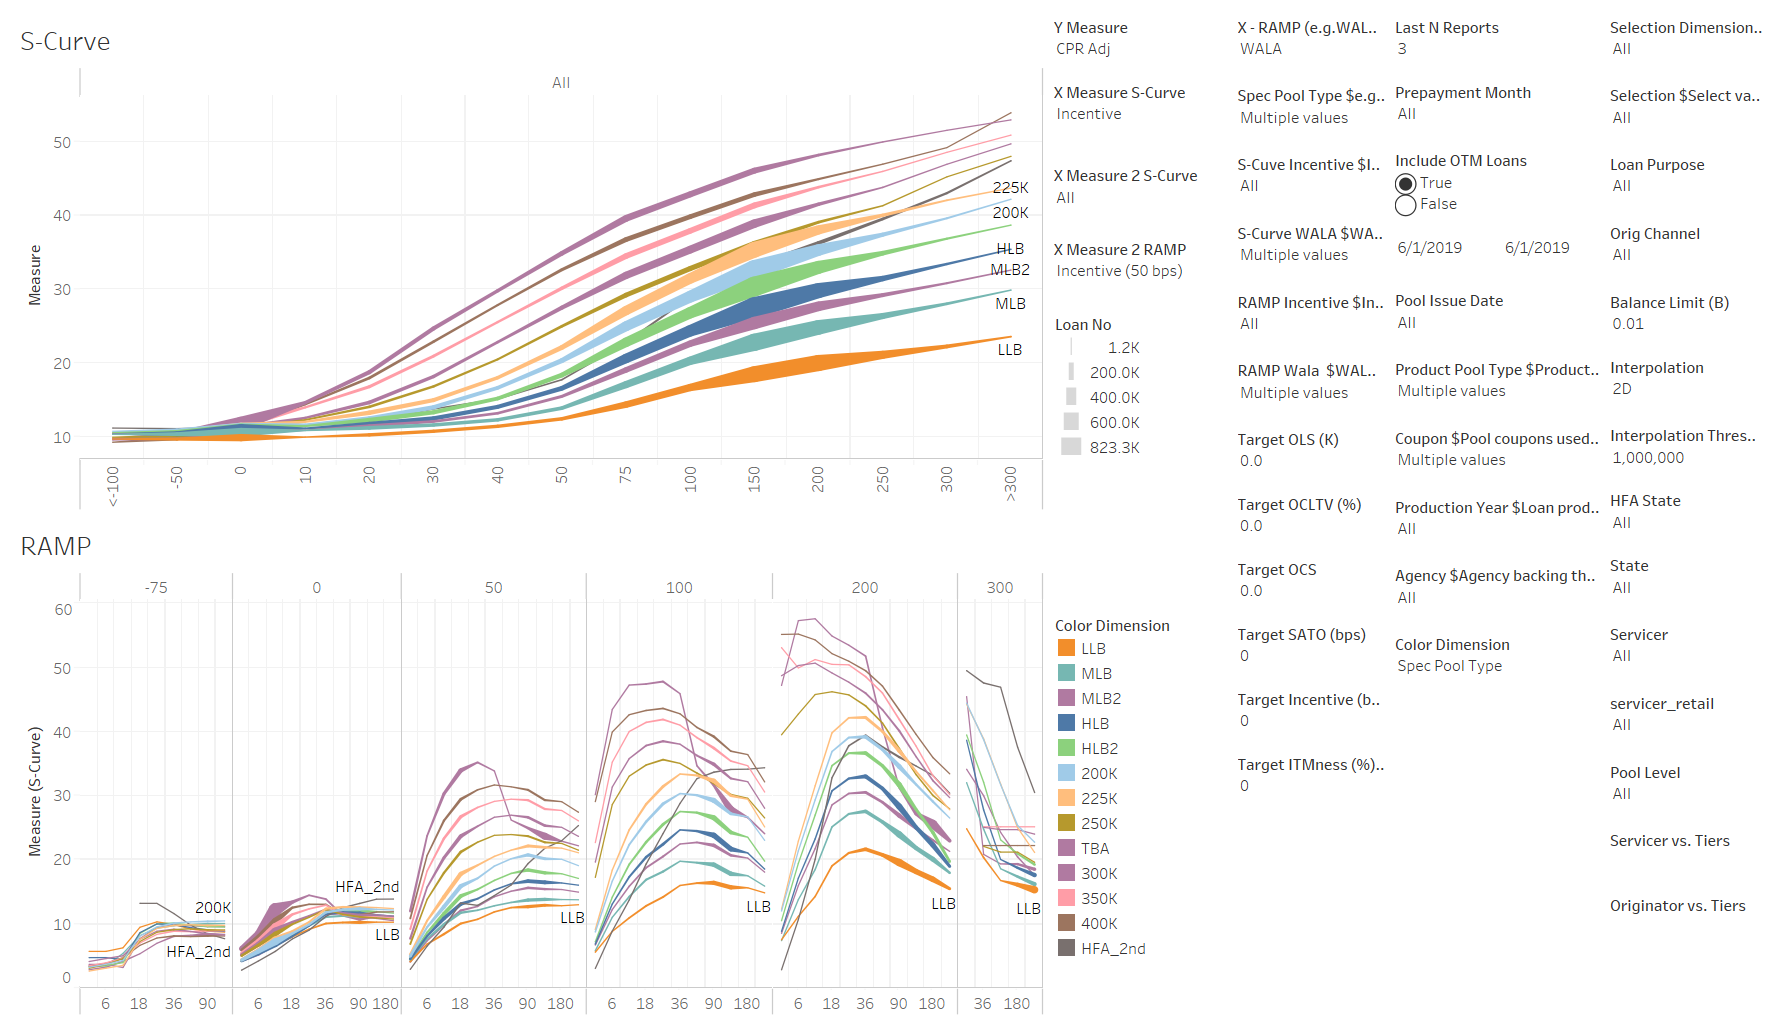 S-Curve
All
Measure
50
40
30
20
10
225K
200K
HLB
MLB2
MLB
LLB
<-100
-50
0
10
20
30
40
50
75
100
150
200
250
300
>300
RAMP
-75
0
50
100
200
300
Measure (S-Curve)
60
50
40
30
20
10
0
200K
HFA_2nd
HFA_2nd
LLB
LLB
LLB
LLB
LLB
6 18 36 90
6 18 36 90 180
6 18 36 90 180
6 18 36 90 180
6 18 36 90 180
36 180
Y Measure
CPR Adj
X Measure S-Curve
Incentive
X Measure 2 S-Curve
All
X Measure 2 RAMP
Incentive (50 bps)
Loan No
1.2K
200.0K
400.0K
600.0K
823.3K
Color Dimension
LLB
MLB
MLB2
HLB
HLB2
200K
225K
250K
TBA
300K
350K
400K
HFA_2nd
X - RAMP (e.g.WAL..
WALA
Spec Pool Type $e.g..
Multiple values
S-Cuve Incentive $I..
All
S-Curve WALA $WA..
Multiple values
RAMP Incentive $In..
All
RAMP Wala $WAL..
Multiple values
Target OLS (K)
0.0
Target OCLTV (%)
0.0
Target OCS
0.0
Target SATO (bps)
0
Target Incentive (b..
0
Target ITMness (%)..
0
Last N Reports
3
Prepayment Month
All
Include OTM Loans
True
False
6/1/2019 6/1/2019
Pool Issue Date
All
Product Pool Type $Product..
Multiple values
Coupon $Pool coupons used..
Multiple values
Production Year $Loan prod..
All
Agency $Agency backing th..
All
Color Dimension
Spec Pool Type
Selection Dimension..
All
Selection $Select va..
All
Loan Purpose
All
Orig Channel
All
Balance Limit (B)
0.01
Interpolation
2D
Interpolation Thres..
1,000,000
HFA State
All
State
All
Servicer
All
servicer_retail
All
Pool Level
All
Servicer vs. Tiers
Originator vs. Tiers